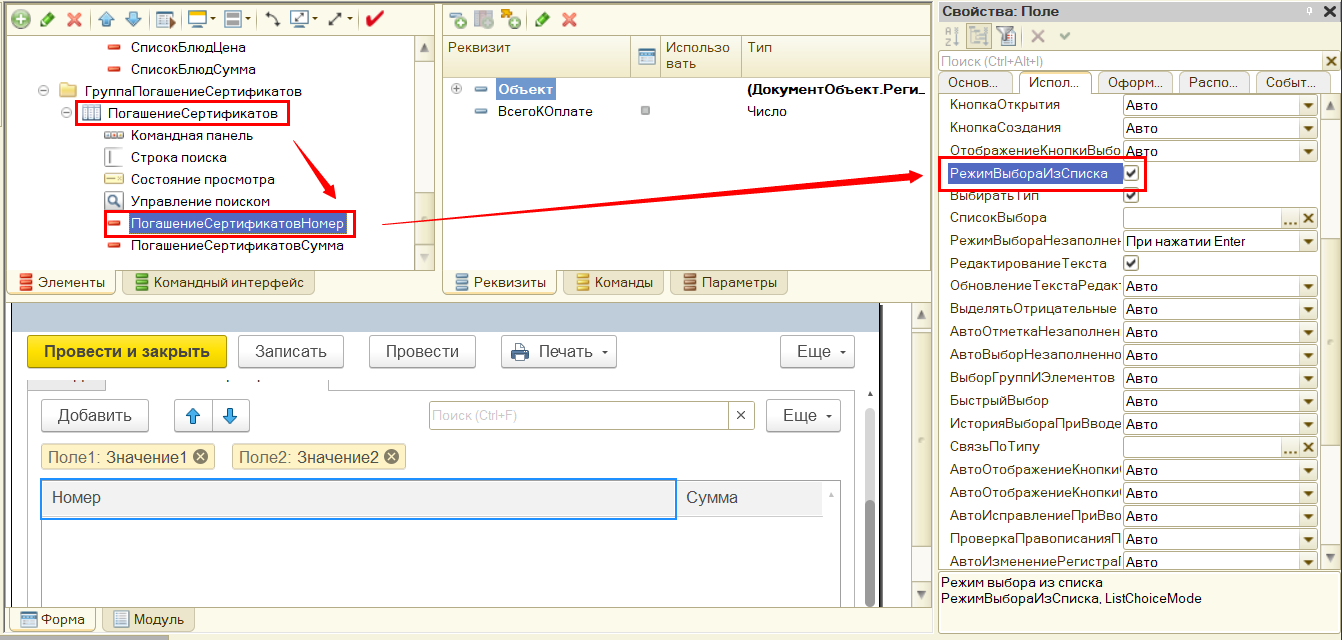 СписокБлюдЦена
СписокБлюдСумма
ГруппаПогашениеСертификатов
ПогашениеСертификатов
Командная панель
Строка поиска
Состояние просмотра
Управление поиском
ПогашениеСертификатовНомер
ПогашениеСертификатовСумма
Элементы
Командный интерфейс
Реквизит
Использо
вать
Тип
Объект
(ДокументОбъект.Реги...
ВсегоКОплате
Число
Реквизиты
Команды
Параметры
Провести и закрыть
Записать
Провести
Печать
Еще
Добавить
Поиск (Ctrl+F)
×
Еще
Поле1: Значение1
Поле2: Значение2
Номер
Сумма
Форма
Модуль
Свойства: Поле
Поиск (Ctrl+Alt+I)
Основ...
Испол...
Оформ...
Распо...
Событ...
КнопкаОткрытия
Авто
КнопкаСоздания
Авто
ОтображениеКнопкиВыбо
Авто
РежимВыбораИзСписка
ВыбиратьТип
СписокВыбора
...
РежимВыбораНезаполнен
При нажатии Enter
РедактированиеТекста
ОбновлениеТекстаРедакт
Авто
ВыделятьОтрицательные
Авто
АвтоОтметкаНезаполнен
Авто
АвтоВыборНезаполненно
Авто
ВыборГруппИЭлементов
Авто
БыстрыйВыбор
Авто
ИсторияВыбораПриВводе
Авто
СвязьПоТипу
...
АвтоОтображениеКнопки
Авто
АвтоОтображениеКнопки
Авто
АвтоИсправлениеПриВво
Авто
ПроверкаПравописанияП
Авто
АвтоИзменениеРегистра
Авто
Режим выбора из списка
РежимВыбораИзСписка, ListChoiceMode